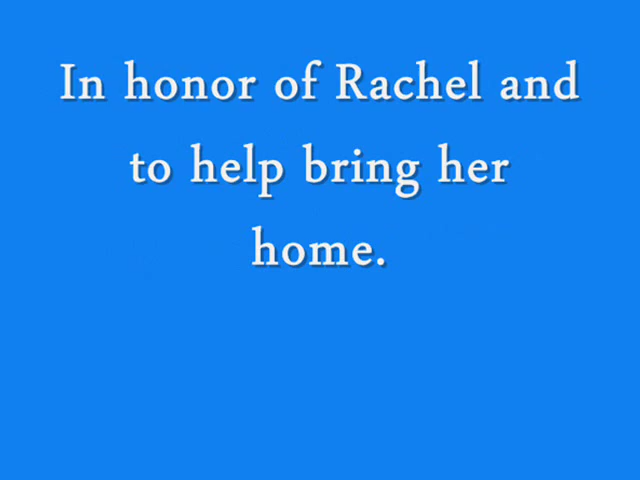 In honor of Rachel and
to help bring her
home.